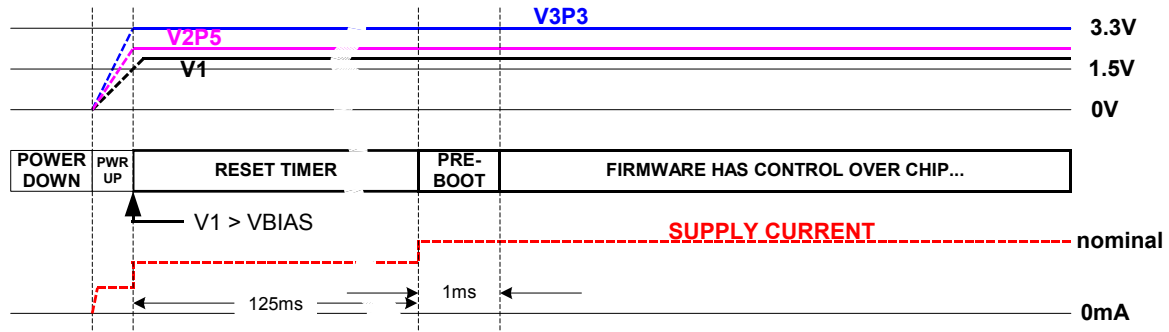 V3P3
3.3V
V2P5
V1
1.5V
0V
POWER
DOWN
PWR
UP
RESET TIMER
PRE-
BOOT
FIRMWARE HAS CONTROL OVER CHIP...
V1 > VBIAS
SUPPLY CURRENT
nominal
125ms
1ms
0mA